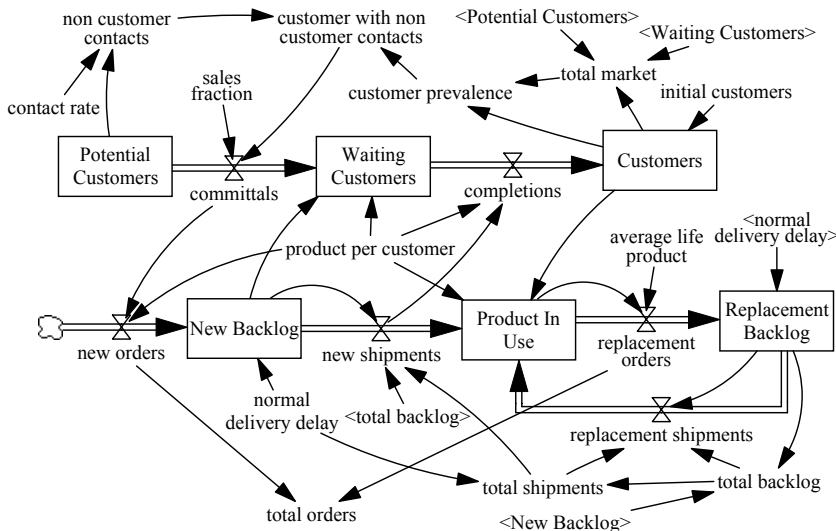 non customer
contacts
customer with non
customer contacts
<Potential Customers>
<Waiting Customers>
sales
fraction
total market
contact rate
customer prevalence
initial customers
Potential
Customers
Waiting
Customers
Customers
committals
completions
product per customer
average life
product
<normal
delivery delay>
New Backlog
Product In
Use
Replacement
Backlog
new orders
new shipments
replacement
orders
normal
delivery delay
<total backlog>
replacement shipments
total orders
total shipments
total backlog
<New Backlog>